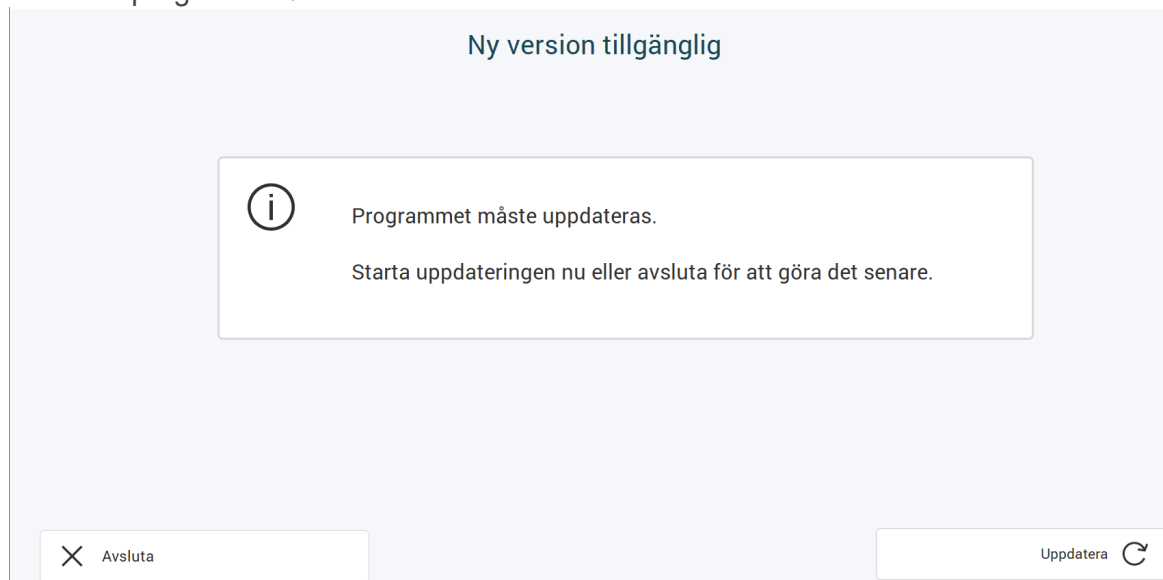 Ny version tillgänglig
Programmet måste uppdateras.
Starta uppdateringen nu eller avsluta för att göra det senare.
Avsluta
Uppdatera